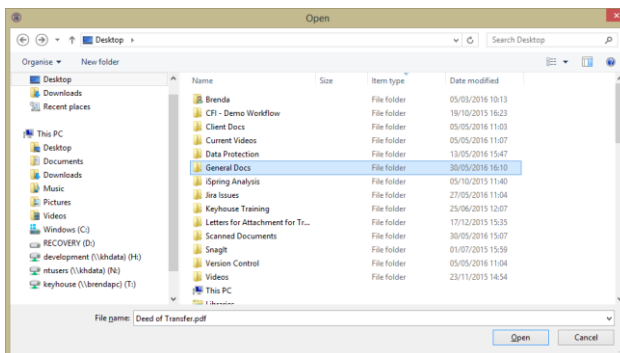 Open
Desktop
Search Desktop
Organise New folder
Desktop
Downloads
Recent places
This PC
Desktop
Documents
Downloads
Music
Pictures
Videos
Windows (C:)
RECOVERY (D:)
development (\\khdata) (H:)
ntusers (\\khdata) (N:)
keyhouse (\\brendapc) (T:)
Name Size Item type Date modified
Brenda File folder 05/03/2016 10:13
CFI - Demo Workflow File folder 19/10/2015 16:23
Client Docs File folder 05/05/2016 11:03
Current Videos File folder 05/05/2016 11:07
Data Protection File folder 13/05/2016 15:47
General Docs File folder 30/05/2016 16:10
iSpring Analysis File folder 05/10/2015 11:40
Jira Issues File folder 27/05/2016 11:04
Keyhouse Training File folder 25/06/2015 12:07
Letters for Attachment for Tr... File folder 17/12/2015 15:35
Scanned Documents File folder 30/05/2016 15:07
SnagIt File folder 01/07/2015 15:59
Version Control File folder 05/05/2016 11:04
Videos File folder 23/11/2015 14:54
This PC
Libraries
File name: Deed of Transfer.pdf
Open Cancel